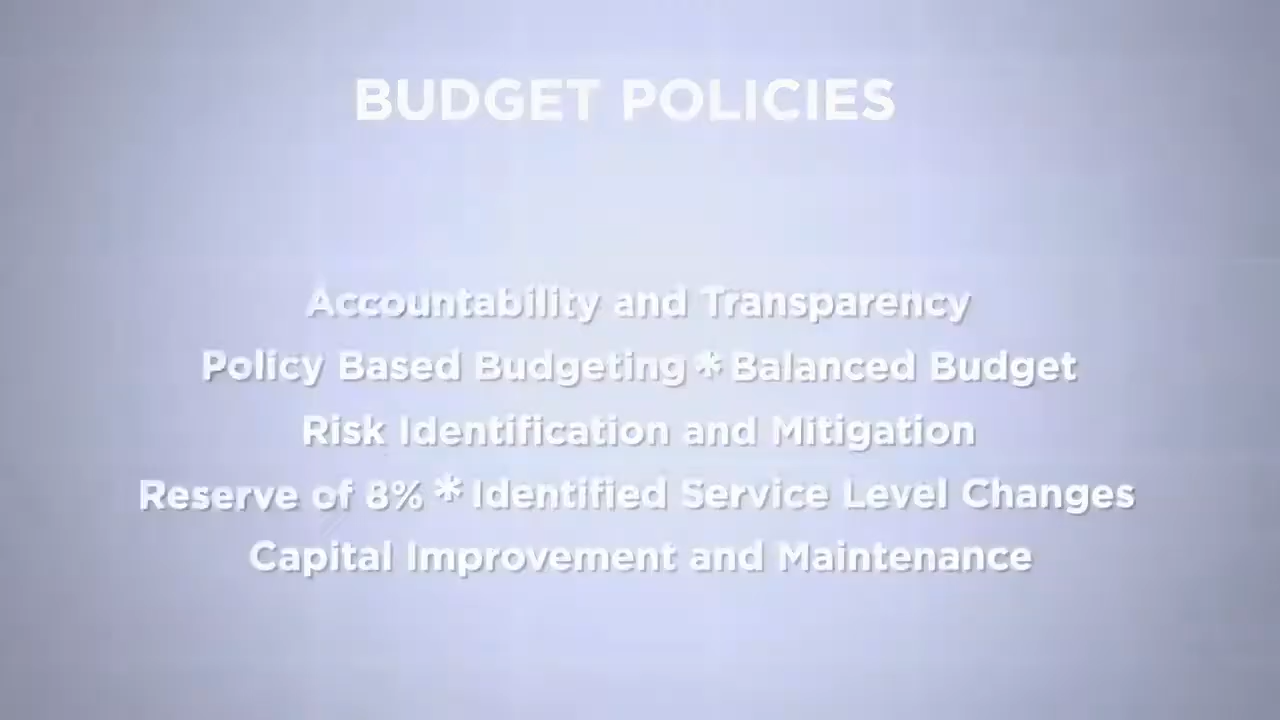 BUDGET POLICIES
Accountability and Transparency
Policy Based Budgeting * Balanced Budget
Risk Identification and Mitigation
Reserve of 8% * Identified Service Level Changes
Capital Improvement and Maintenance